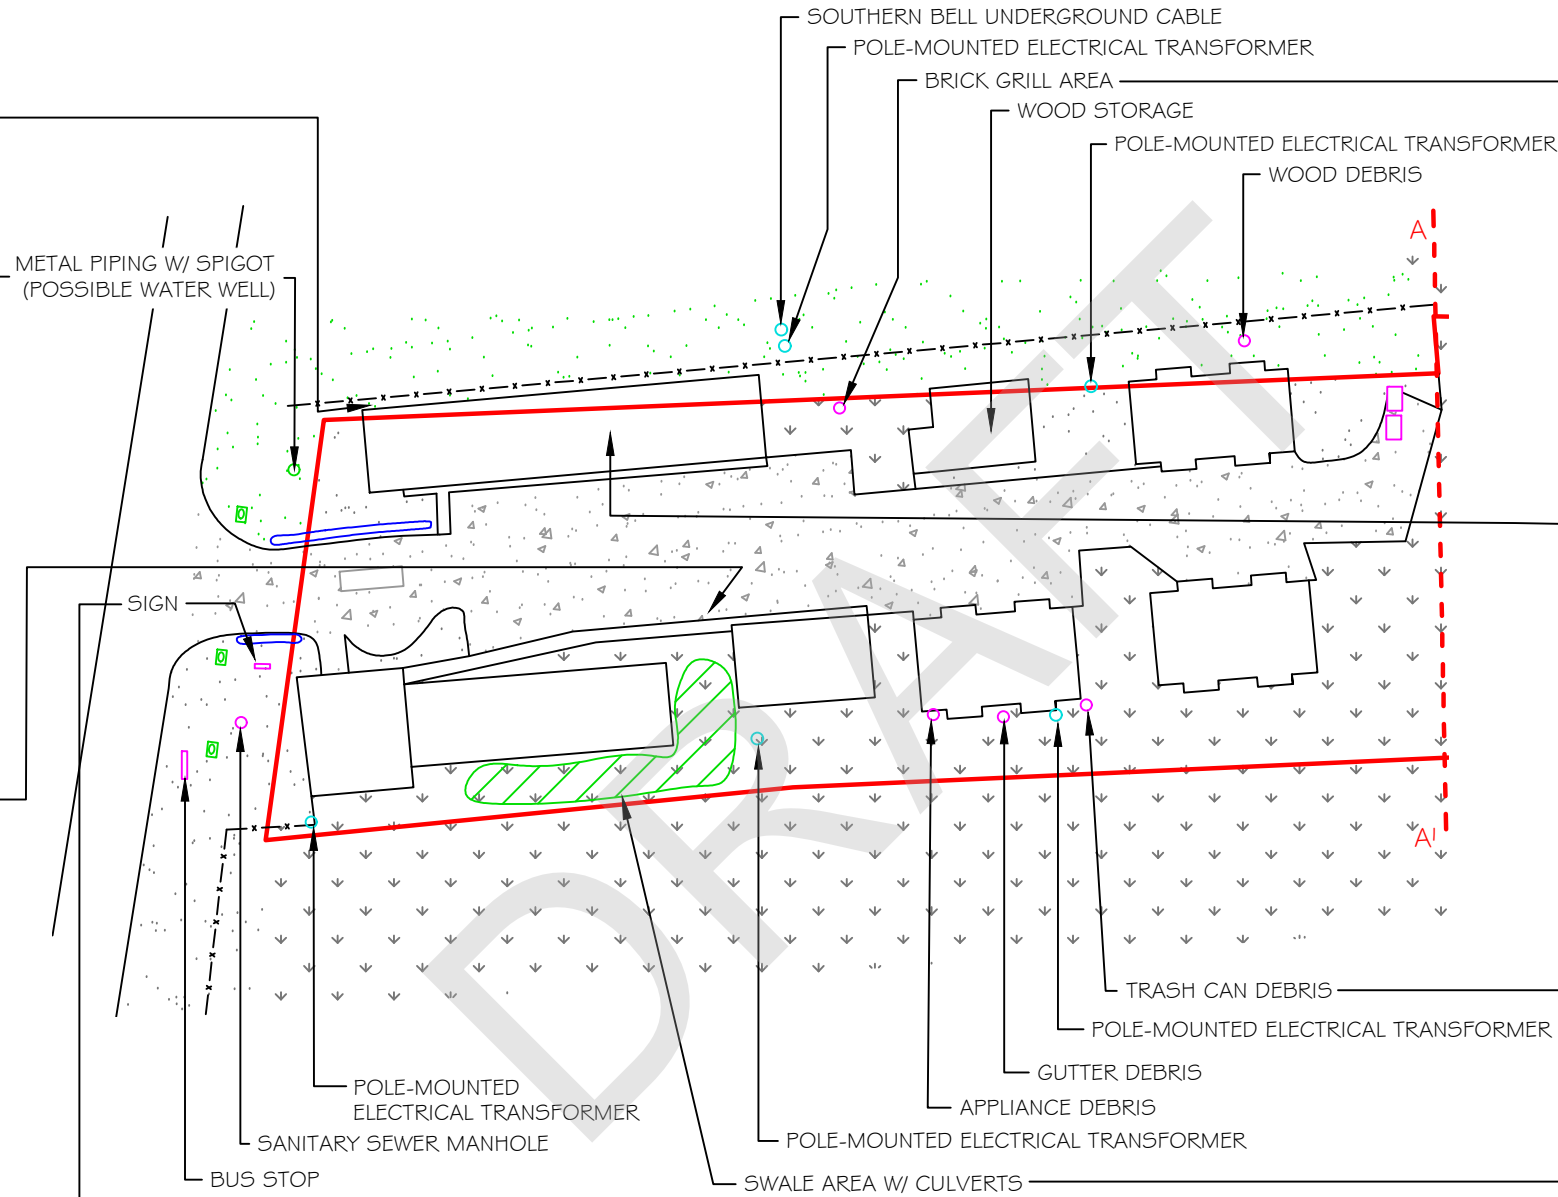 SOUTHERN BELL UNDERGROUND CABLE
POLE-MOUNTED ELECTRICAL TRANSFORMER
BRICK GRILL AREA
WOOD STORAGE
POLE-MOUNTED ELECTRICAL TRANSFORMER
WOOD DEBRIS
A
METAL PIPING W/ SPIGOT
(POSSIBLE WATER WELL)
SIGN
DRAFT
A'
TRASH CAN DEBRIS
POLE-MOUNTED ELECTRICAL TRANSFORMER
GUTTER DEBRIS
POLE-MOUNTED
ELECTRICAL TRANSFORMER
APPLIANCE DEBRIS
SANITARY SEWER MANHOLE
POLE-MOUNTED ELECTRICAL TRANSFORMER
BUS STOP
SWALE AREA W/ CULVERTS